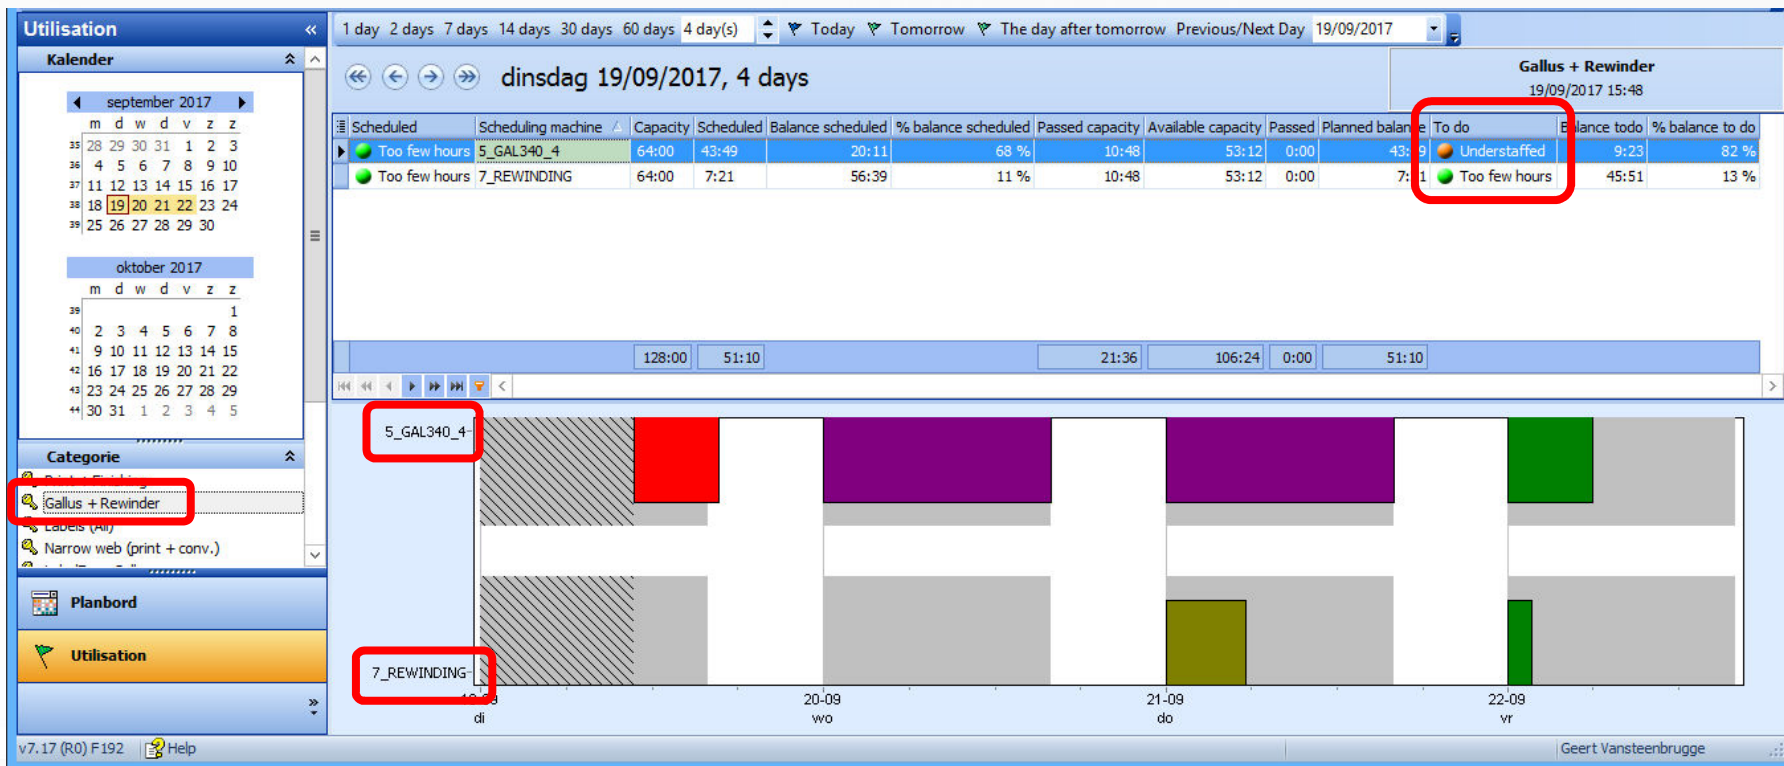 Utilisation «
1 day 2 days 7 days 14 days 30 days 60 days 4 day(s) Today Tomorrow The day after tomorrow Previous/Next Day 19/09/2017
Kalender
dinsdag 19/09/2017, 4 days
Gallus + Rewinder
19/09/2017 15:48
september 2017
m d w d v z z
35 28 29 30 31 1 2 3
36 4 5 6 7 8 9 10
37 11 12 13 14 15 16 17
38 18 19 20 21 22 23 24
39 25 26 27 28 29 30
oktober 2017
m d w d v z z
39 1
40 2 3 4 5 6 7 8
41 9 10 11 12 13 14 15
42 16 17 18 19 20 21 22
43 23 24 25 26 27 28 29
44 30 31 1 2 3 4 5
Scheduled Scheduling machine Capacity Scheduled Balance scheduled % balance scheduled Passed capacity Available capacity Passed Planned balance To do Balance todo % balance to do
Too few hours 5_GAL340_4 64:00 43:49 20:11 68 % 10:48 53:12 0:00 Understaffed 9:23 82 %
Too few hours 7_REWINDING 64:00 7:21 56:39 11 % 10:48 53:12 0:00 Too few hours 45:51 13 %
128:00 51:10 21:36 106:24 0:00 51:10
Categorie
Gallus + Rewinder
Labels (All)
Narrow web (print + conv.)
Planbord
Utilisation
»
5_GAL340_4
7_REWINDING
di
20-09
wo
21-09
do
22-09
vr
v7.17 (R0) F192 Help
Geert Vansteenbrugge